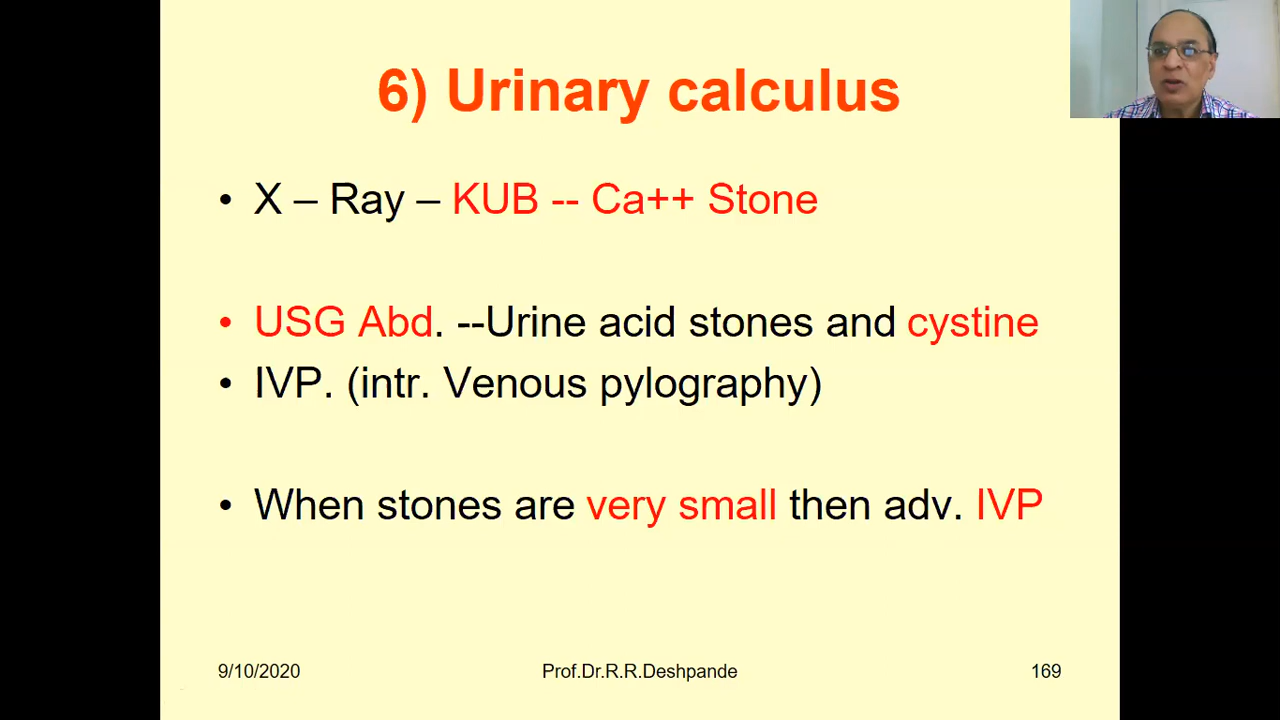 6) Urinary calculus
• X – Ray – KUB -- Ca++ Stone
• USG Abd. --Urine acid stones and cystine
• IVP. (intr. Venous pylography)
• When stones are very small then adv. IVP
9/10/2020
Prof.Dr.R.R.Deshpande
169